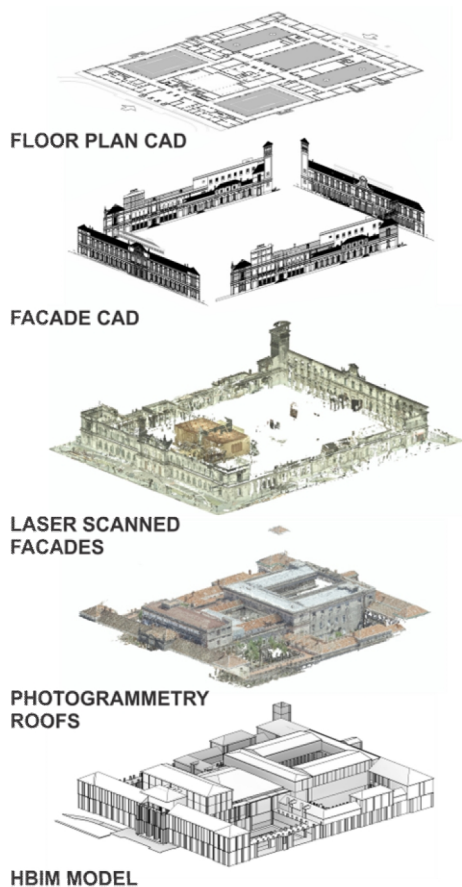 FLOOR PLAN CAD
FACADE CAD
LASER SCANNED
FACADES
PHOTOGRAMMETRY
ROOFS
HBIM MODEL